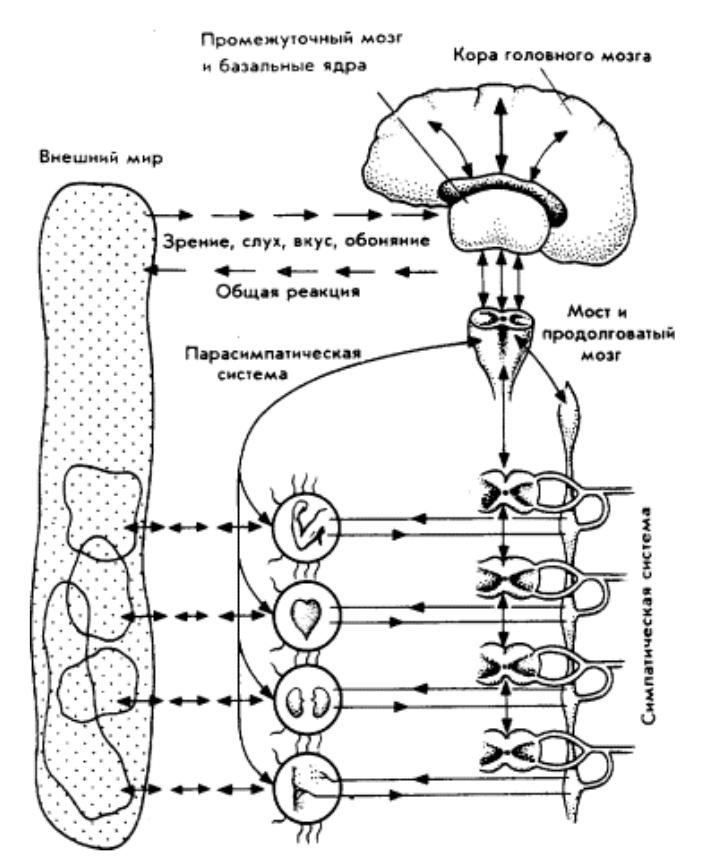 Промежуточный мозг
и базальные ядра
Кора головного мозга
Внешний мир
Зрение, слух, вкус, обоняние
Общая реакция
Мост и
продолговатый
мозг
Парасимпатическая
система
Симпатическая система